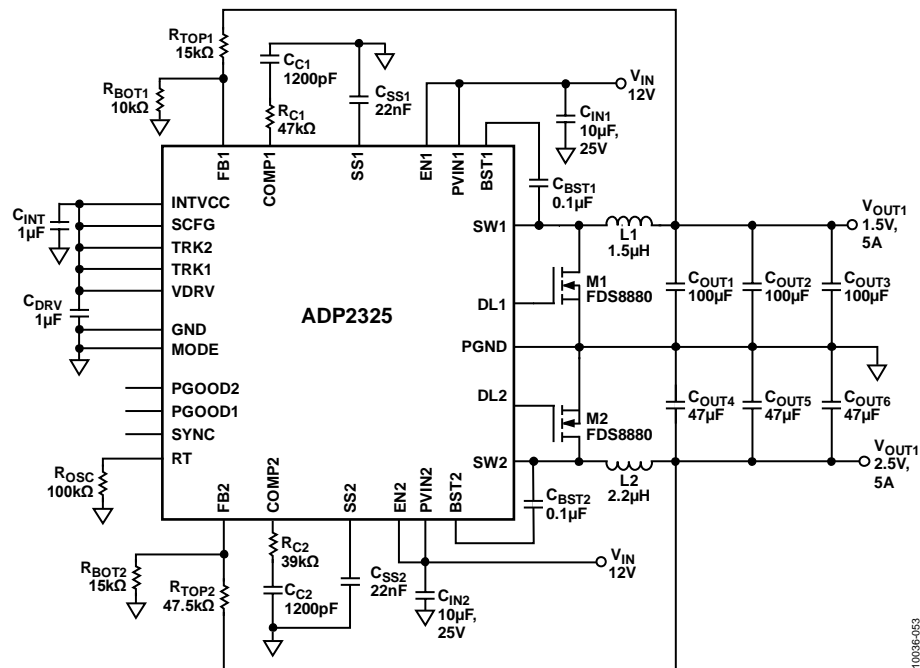 RTOP1
15kΩ
RBOT1
10kΩ
CC1
1200pF
RC1
47kΩ
CSS1
22nF
VIN
12V
CIN1
10µF,
25V
CBST1
0.1µF
FB1
COMP1
SS1
EN1
PVIN1
BST1
CINT
1µF
CDRV
1µF
INTVCC
SCFG
TRK2
TRK1
VDRV
GND
MODE
PGOOD2
PGOOD1
SYNC
RT
ROSC
100kΩ
ADP2325
SW1
DL1
PGND
DL2
SW2
L1
1.5µH
M1
FDS8880
VOUT1
1.5V,
5A
COUT1
100µF
COUT2
100µF
COUT3
100µF
M2
FDS8880
COUT4
47µF
COUT5
47µF
COUT6
47µF
VOUT1
2.5V,
5A
L2
2.2µH
FB2
COMP2
SS2
EN2
PVIN2
BST2
CBST2
0.1µF
RBOT2
15kΩ
RTOP2
47.5kΩ
RC2
39kΩ
CC2
1200pF
CSS2
22nF
CIN2
10µF,
25V
VIN
12V
10036-053